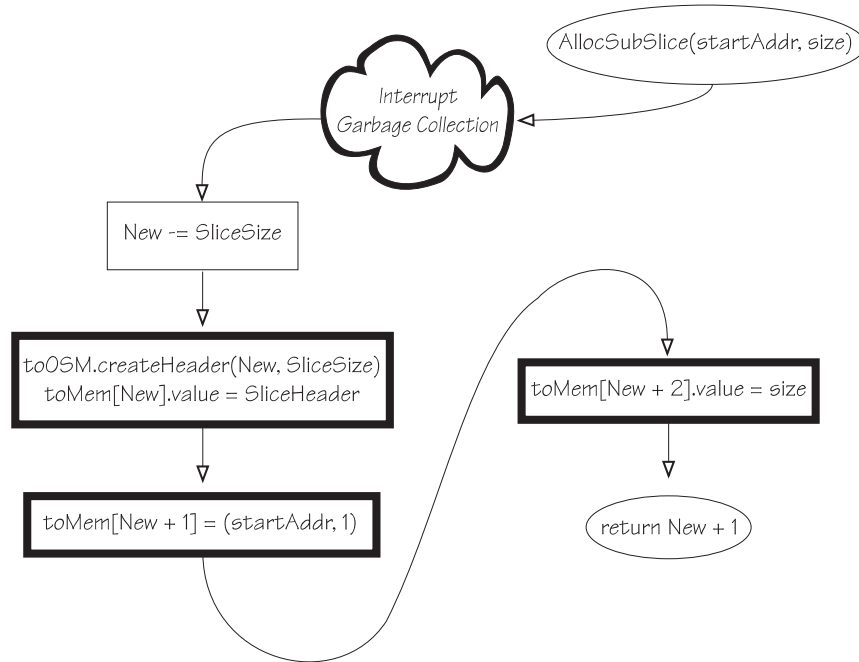 AllocSubSlice(startAddr, size)
Interrupt
Garbage Collection
New -= SliceSize
toOSM.createHeader(New, SliceSize)
toMem[New].value = SliceHeader
toMem[New + 1] = (startAddr, 1)
toMem[New + 2].value = size
return New + 1